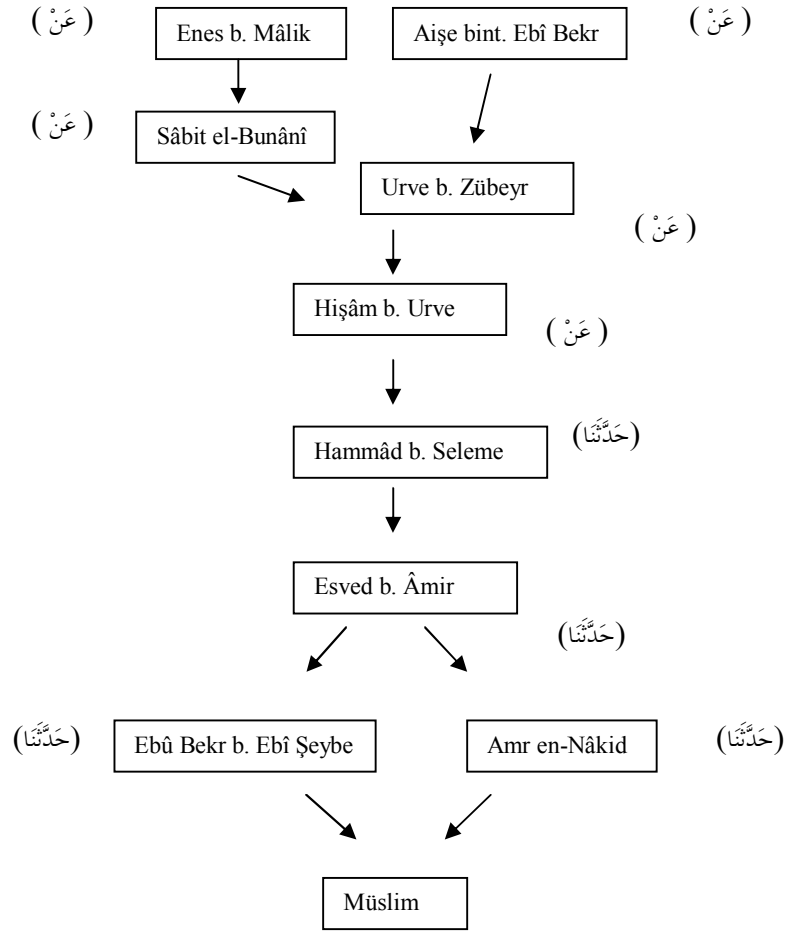 ( عَنْ ) Enes b. Mâlik Aişe bint. Ebî Bekr ( عَنْ )
( عَنْ ) Sâbit el-Bunânî
Urve b. Zübeyr
( عَنْ )
Hişâm b. Urve
( عَنْ )
Hammâd b. Seleme (حَدَّثَنَا)
Esved b. Âmir
(حَدَّثَنَا)
(حَدَّثَنَا) Ebû Bekr b. Ebî Şeybe Amr en-Nâkid (حَدَّثَنَا)
Müslim